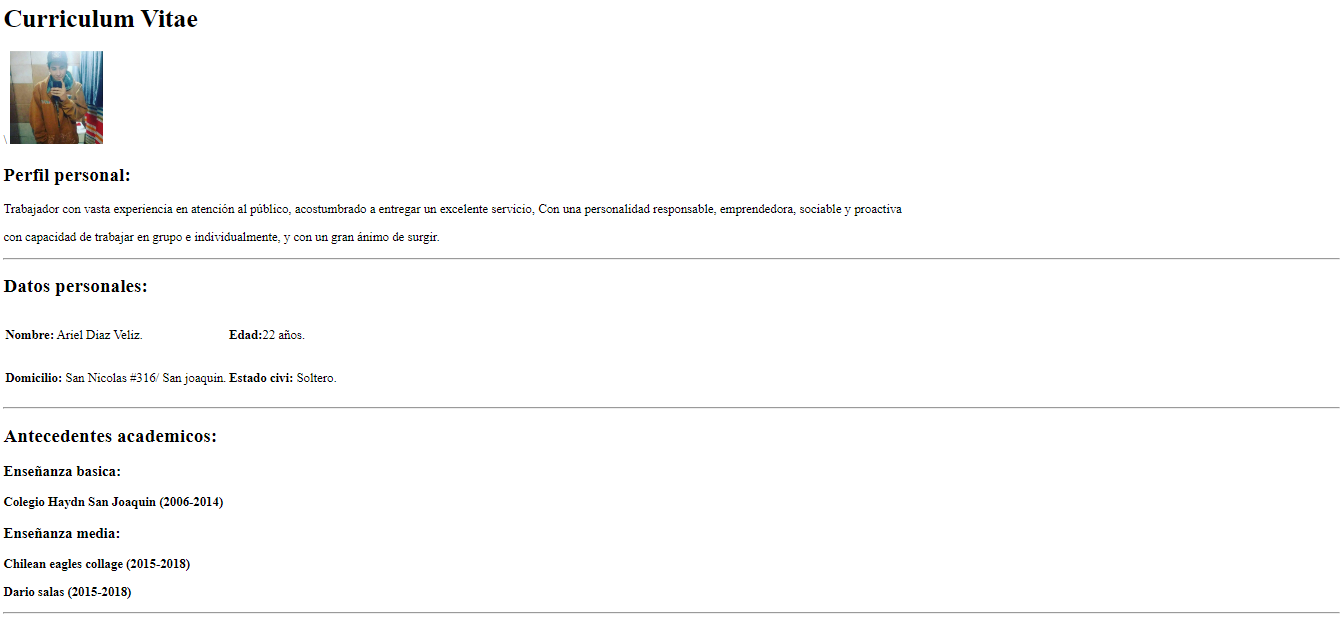 Curriculum Vitae
\
Perfil personal:
Trabajador con vasta experiencia en atención al público, acostumbrado a entregar un excelente servicio, Con una personalidad responsable, emprendedora, sociable y proactiva
con capacidad de trabajar en grupo e individualmente, y con un gran ánimo de surgir.
Datos personales:
Nombre: Ariel Diaz Veliz. Edad:22 años.
Domicilio: San Nicolas #316/ San joaquin. Estado civi: Soltero.
Antecedentes academicos:
Enseñanza basica:
Colegio Haydn San Joaquin (2006-2014)
Enseñanza media:
Chilean eagles collage (2015-2018)
Dario salas (2015-2018)